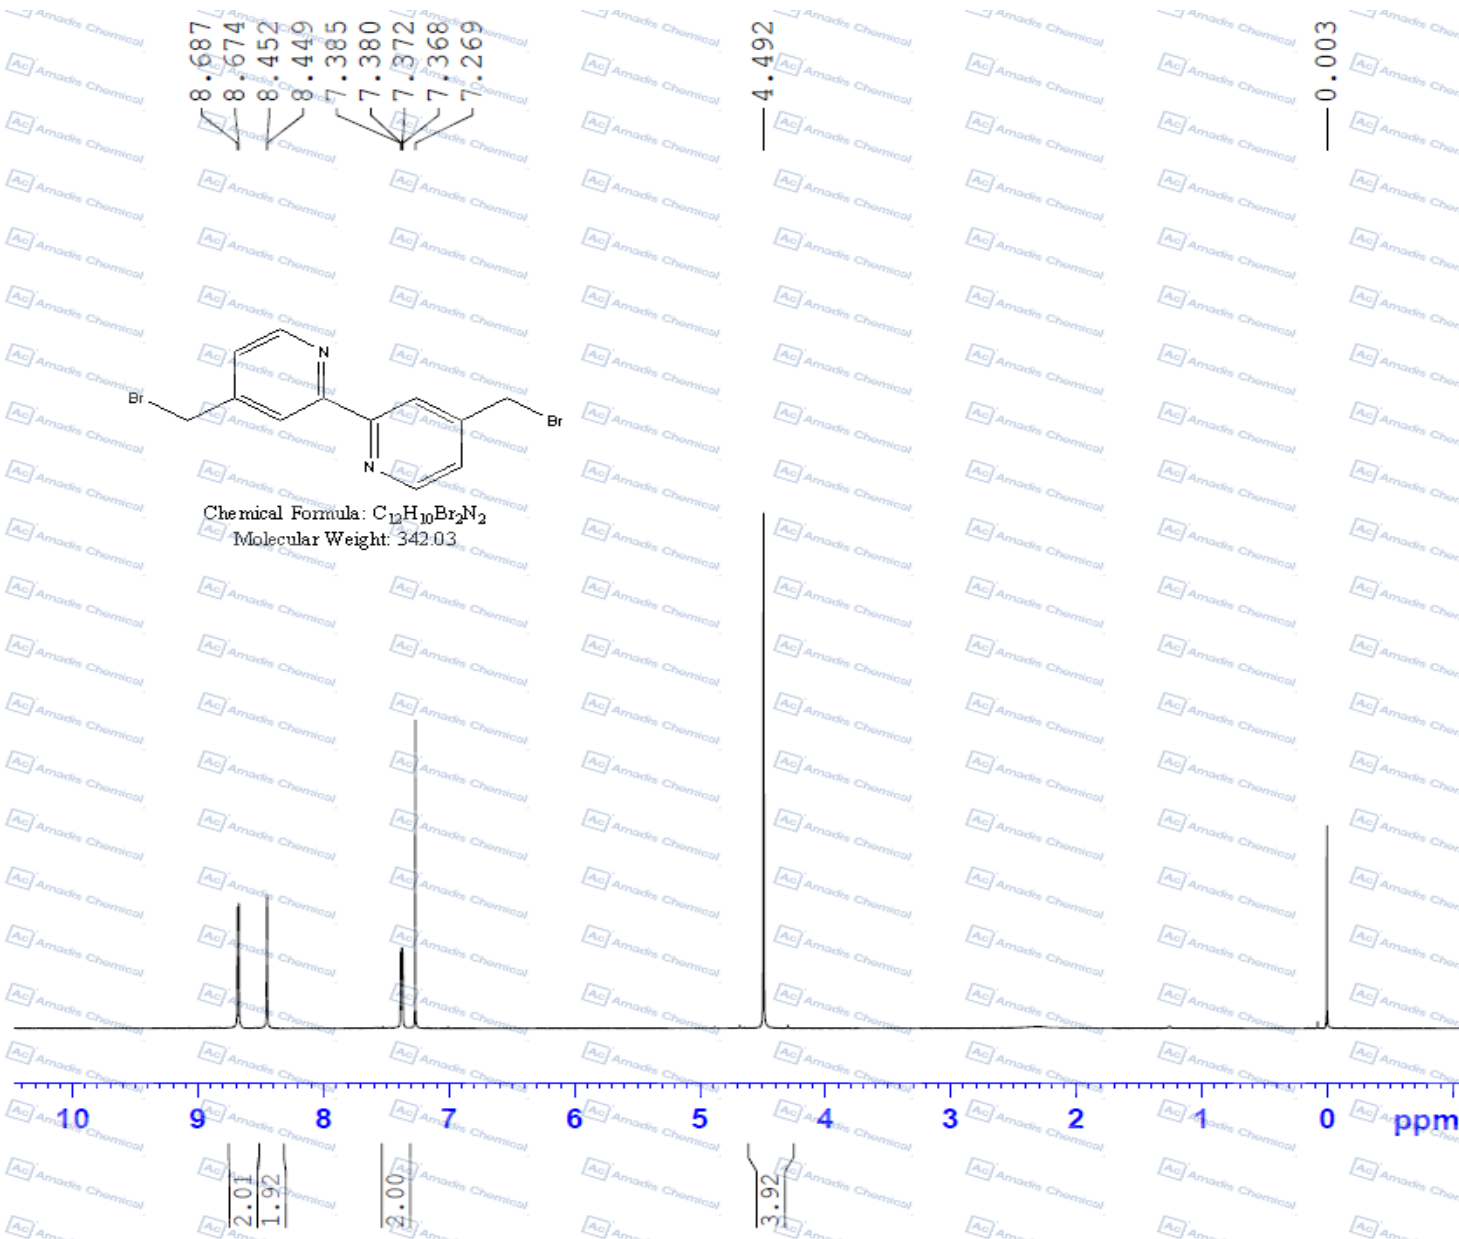 8.687
8.674
8.452
8.449
7.385
7.380
7.372
7.368
7.269
4.492
0.003
N
Br
Br
N
Chemical Formula: C12H10Br2N2
Molecular Weight: 342.03
10 9 8 7 6 5 4 3 2 1 0 ppm
2.01
1.92
2.00
3.92
Ac Amadis Chemical